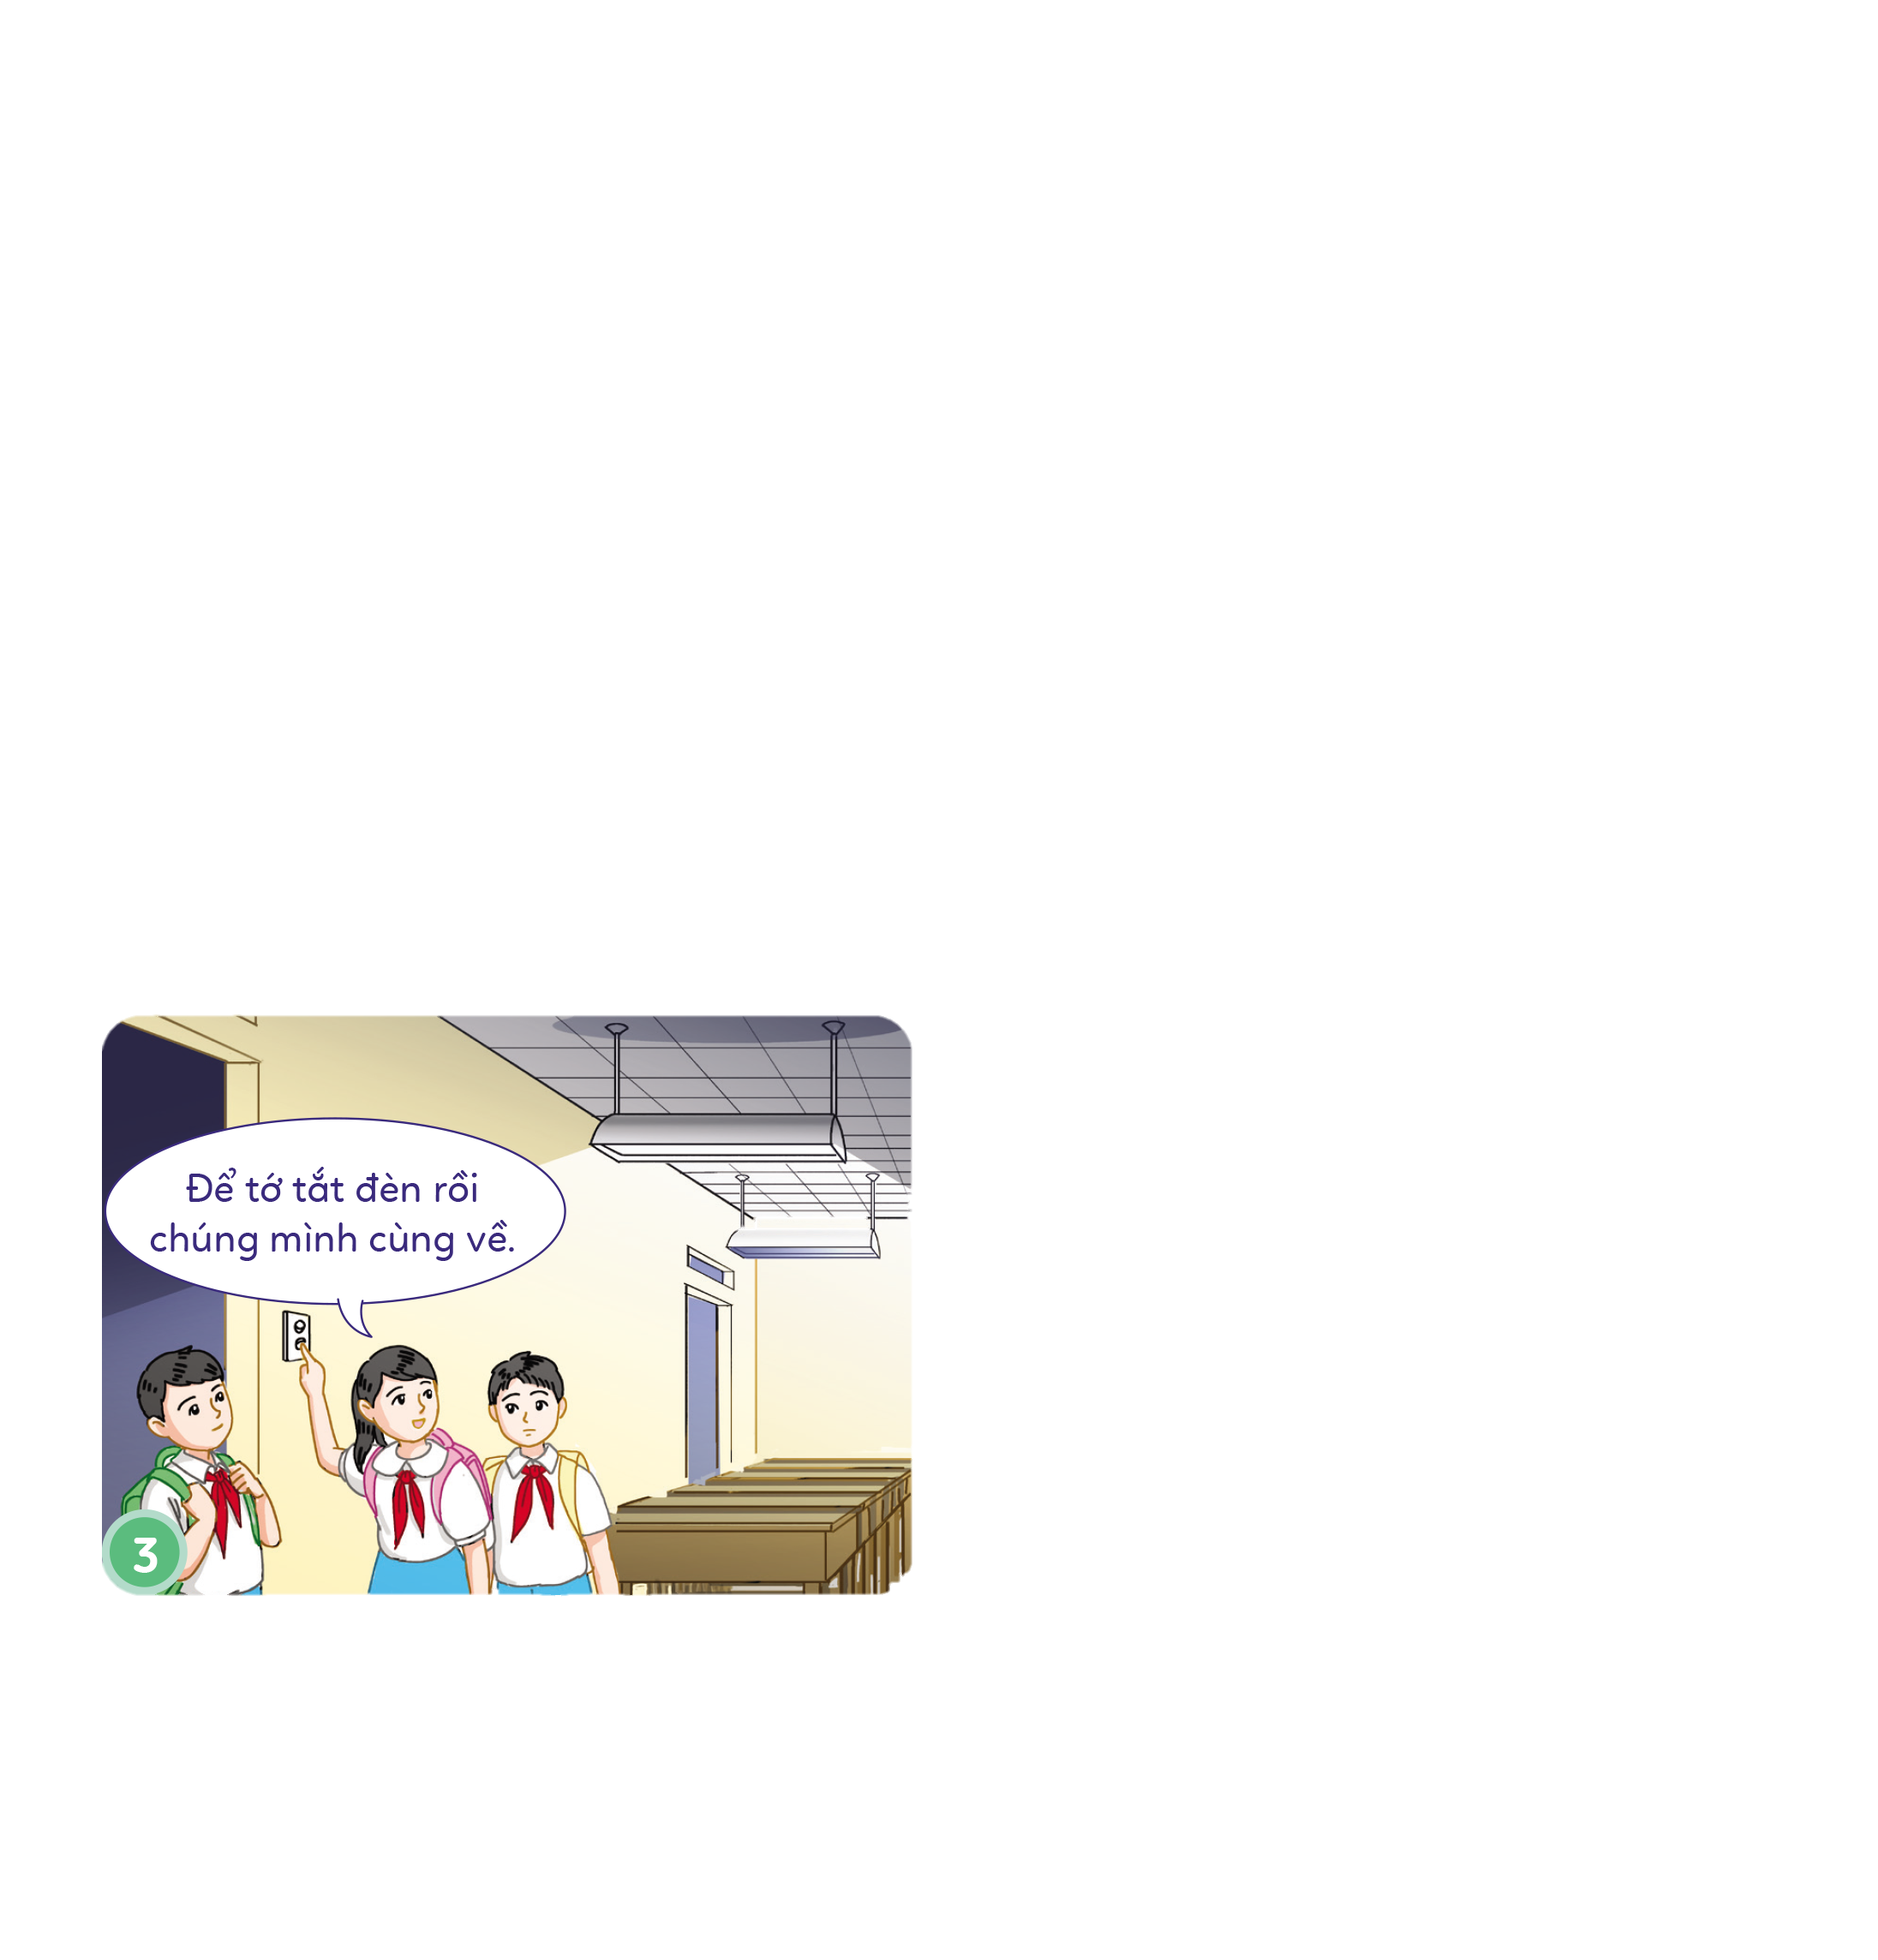 Để tớ tắt đèn rồi
chúng mình cùng về.
3